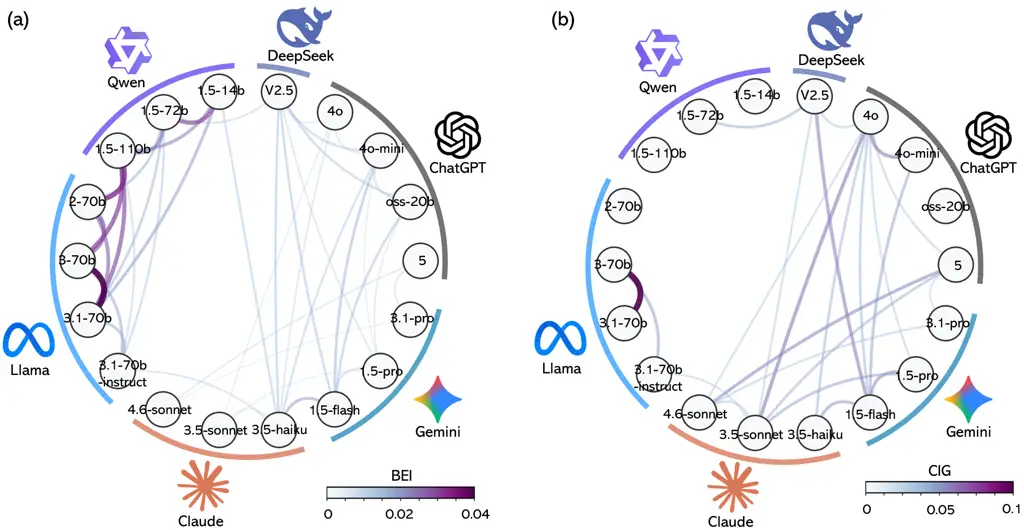 (a)
DeepSeek
Qwen
ChatGPT
Gemini
Claude
Llama
V2.5
4o
4o-mini
oss-20b
5
3.1-pro
1.5-pro
1.5-flash
3.5-haiku
3.5-sonnet
4.6-sonnet
3.1-70b
-instruct
3.1-70b
3-70b
2-70b
1.5-110b
1.5-72b
1.5-14b
BEI
0 0.02 0.04
(b)
DeepSeek
Qwen
ChatGPT
Gemini
Claude
Llama
V2.5
4o
4o-mini
oss-20b
5
3.1-pro
1.5-pro
1.5-flash
3.5-haiku
3.5-sonnet
4.6-sonnet
3.1-70b
-instruct
3.1-70b
3-70b
2-70b
1.5-110b
1.5-72b
1.5-14b
CIG
0 0.05 0.1